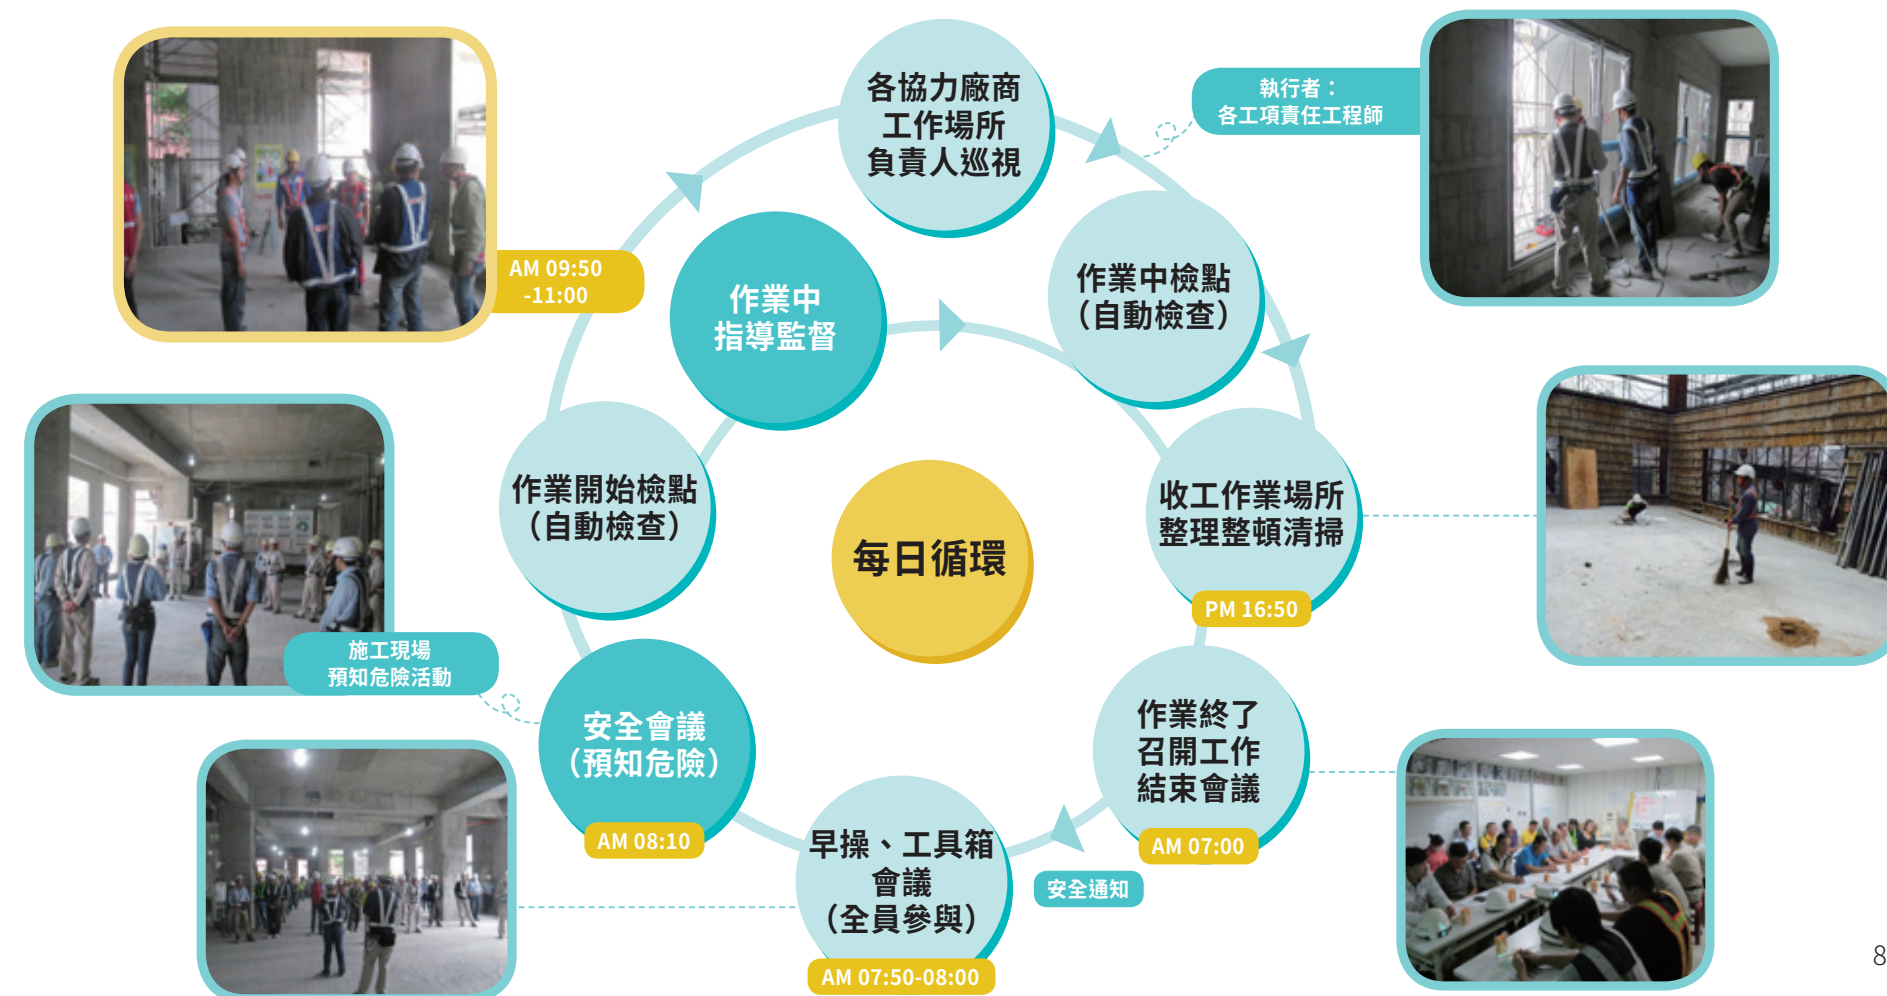 各協力廠商
工作場所
負責人巡視
執行者：
各工項責任工程師
AM 09:50
-11:00
作業中
指導監督
作業中檢點
（自動檢查）
作業開始檢點
（自動檢查）
每日循環
收工作業場所
整理整頓清掃
PM 16:50
施工現場
預知危險活動
安全會議
（預知危險）
AM 08:10
作業終了
召開工作
結束會議
AM 07:00
早操、工具箱
會議
（全員參與）
AM 07:50-08:00
安全通知
8